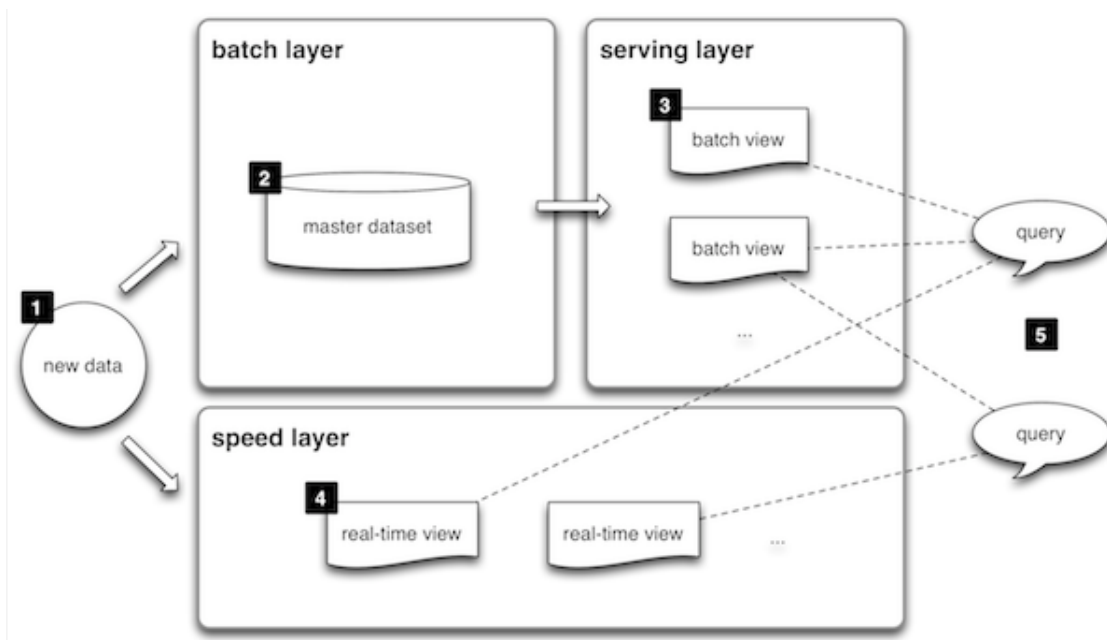 batch layer
serving layer
3
batch view
2
master dataset
batch view
query
1
new data
...
5
speed layer
query
4
real-time view
real-time view
...